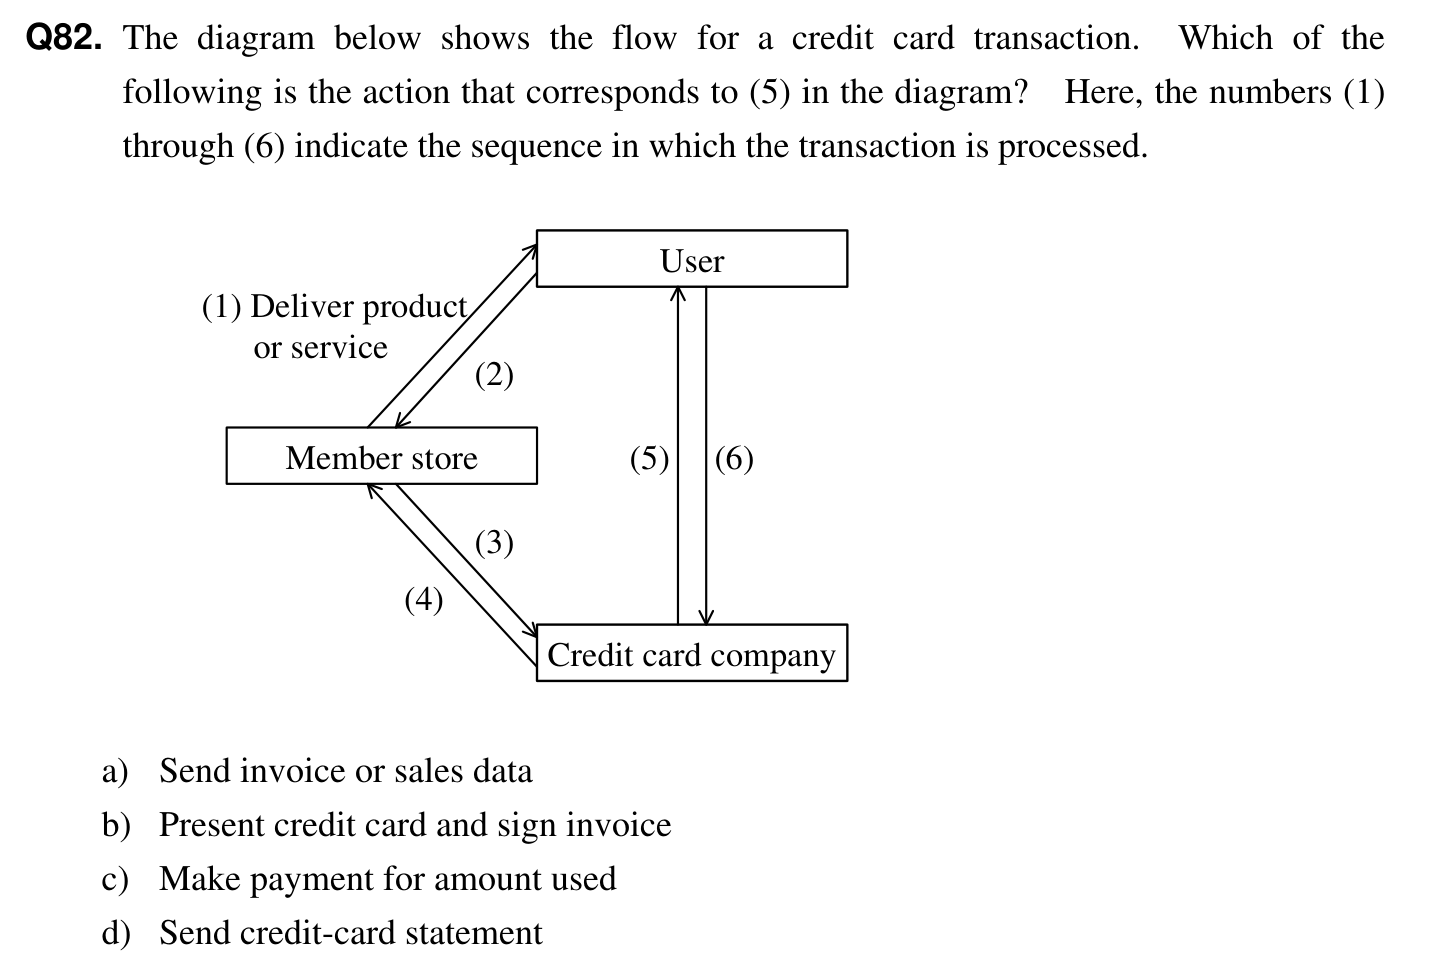 Q82. The diagram below shows the flow for a credit card transaction. Which of the
following is the action that corresponds to (5) in the diagram? Here, the numbers (1)
through (6) indicate the sequence in which the transaction is processed.
User
(1) Deliver product
or service
(2)
Member store
(5)
(6)
(3)
(4)
Credit card company
a) Send invoice or sales data
b) Present credit card and sign invoice
c) Make payment for amount used
d) Send credit-card statement